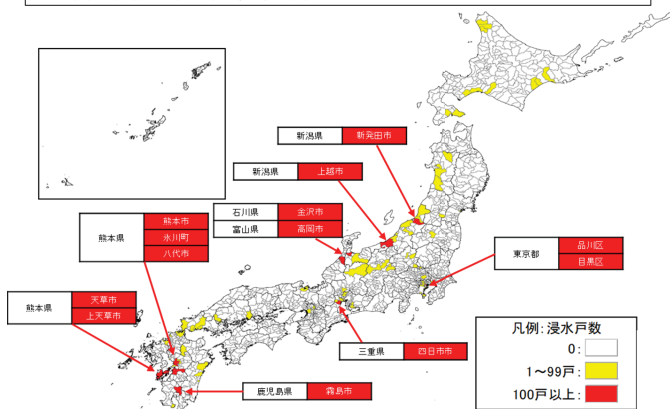 新潟県 新発田市
新潟県 上越市
石川県 金沢市
富山県 高岡市
熊本県 熊本市
氷川町
八代市
東京都 品川区
目黒区
熊本県 天草市
上天草市
三重県 四日市市
鹿児島県 霧島市
凡例:浸水戸数
0:
1~99戸:
100戸以上: